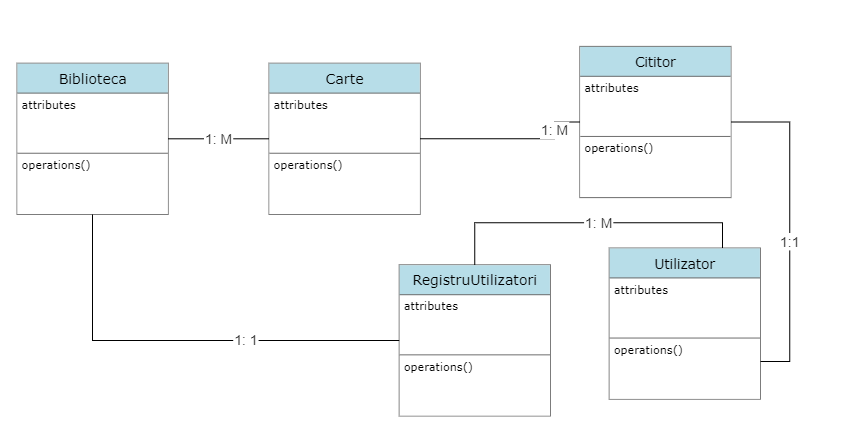 Biblioteca
attributes
operations()
1: M
Carte
attributes
operations()
1: M
Cititor
attributes
operations()
1:1
1: M
RegistruUtilizatori
attributes
operations()
Utilizator
attributes
operations()
1: 1